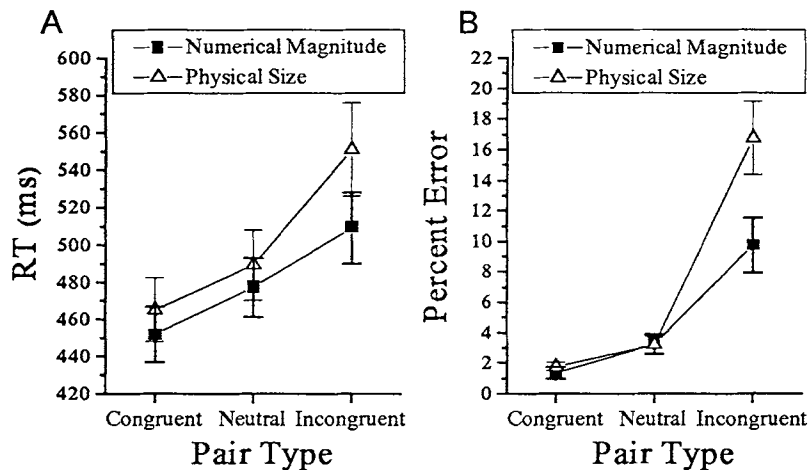 A
Numerical Magnitude
Physical Size
RT (ms)
600
580
560
540
520
500
480
460
440
420
Congruent Neutral Incongruent
Pair Type
B
Numerical Magnitude
Physical Size
Percent Error
22
20
18
16
14
12
10
8
6
4
2
0
Congruent Neutral Incongruent
Pair Type